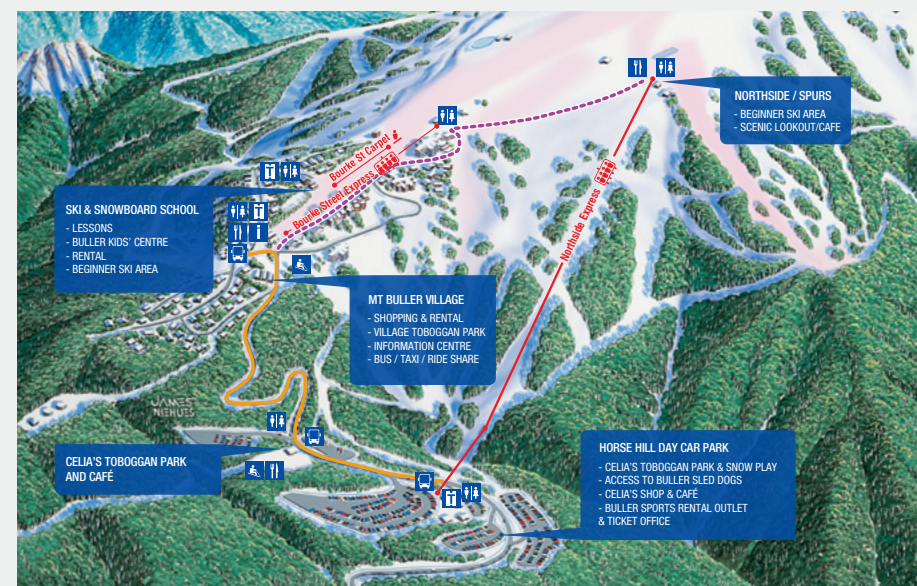 NORTHSIDE / SPURS
- BEGINNER SKI AREA
- SCENIC LOOKOUT/CAFE
Bourke St Carpet
Bourke Street Express
Northside Express
SKI & SNOWBOARD SCHOOL
- LESSONS
- BULLER KIDS' CENTRE
- RENTAL
- BEGINNER SKI AREA
MT BULLER VILLAGE
- SHOPPING & RENTAL
- VILLAGE TOBOGGAN PARK
- INFORMATION CENTRE
- BUS / TAXI / RIDE SHARE
JAMES
NIEHUES
CELIA'S TOBOGGAN PARK
AND CAFÉ
HORSE HILL DAY CAR PARK
- CELIA'S TOBOGGAN PARK & SNOW PLAY
- ACCESS TO BULLER SLED DOGS
- CELIA'S SHOP & CAFÉ
- BULLER SPORTS RENTAL OUTLET
& TICKET OFFICE